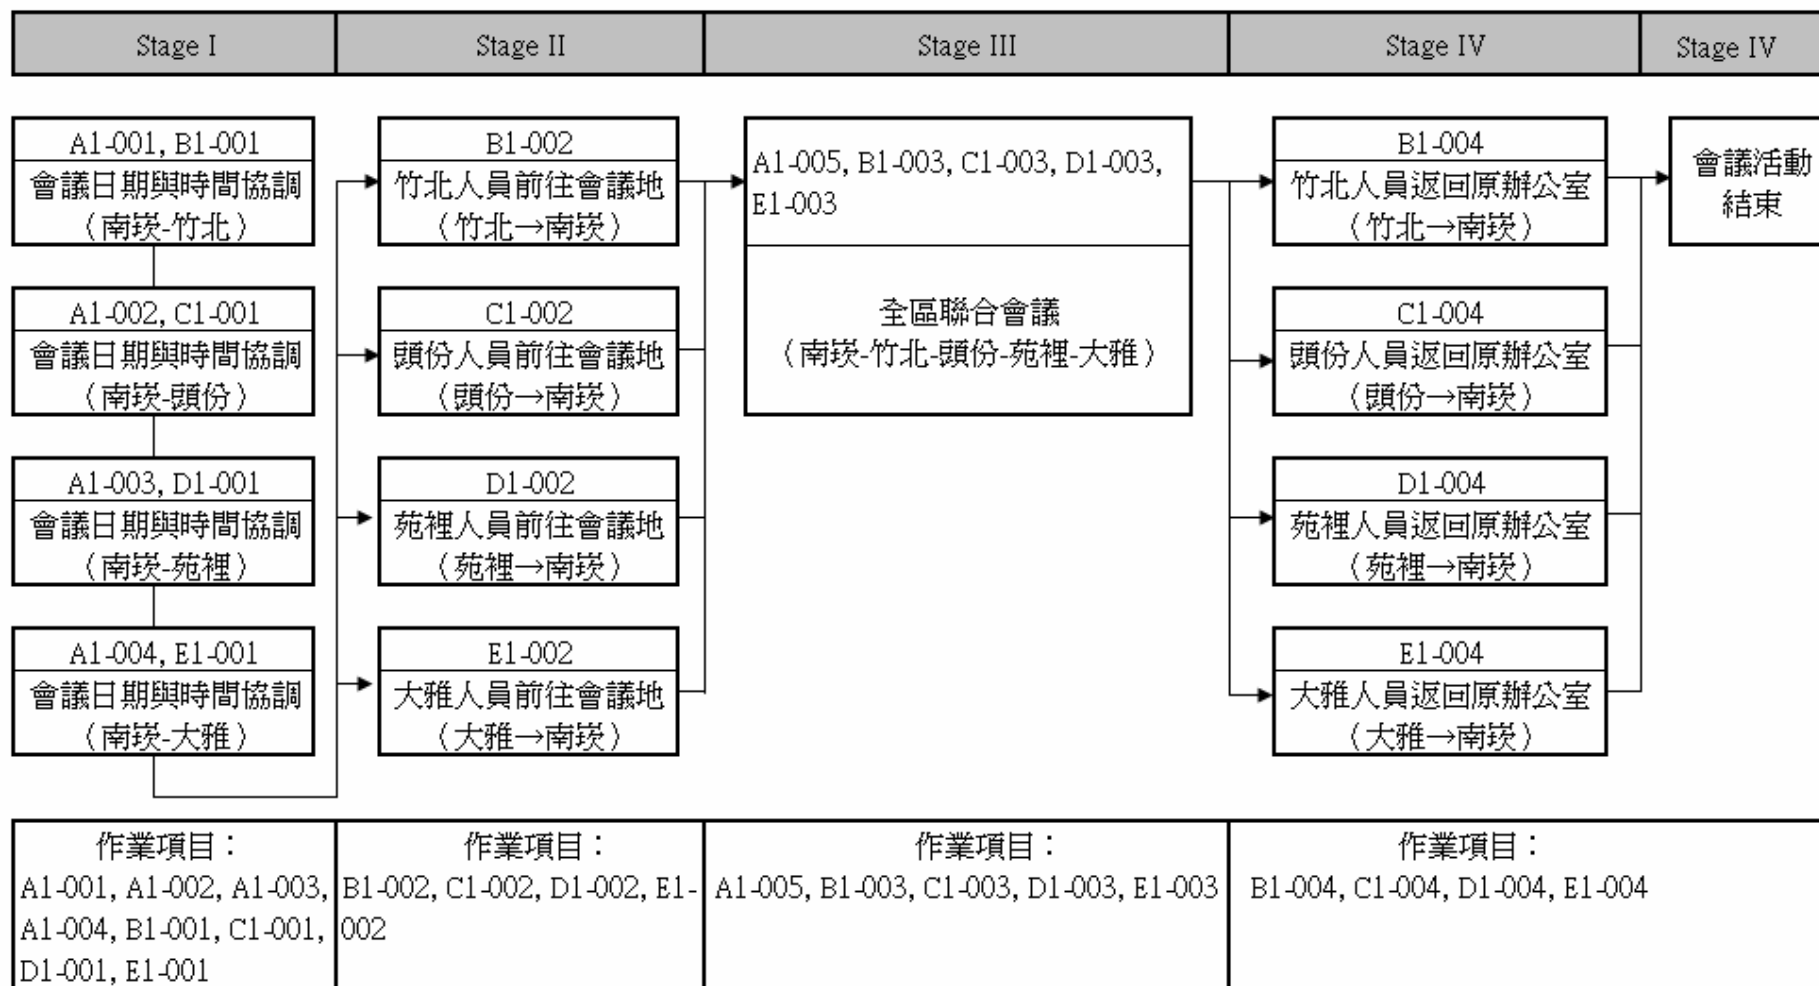 Stage I
Stage II
Stage III
Stage IV
Stage IV
A1-001, B1-001
會議日期與時間協調
（南崁-竹北）
A1-002, C1-001
會議日期與時間協調
（南崁-頭份）
A1-003, D1-001
會議日期與時間協調
（南崁-苑裡）
A1-004, E1-001
會議日期與時間協調
（南崁-大雅）
B1-002
竹北人員前往會議地
（竹北→南崁）
C1-002
頭份人員前往會議地
（頭份→南崁）
D1-002
苑裡人員前往會議地
（苑裡→南崁）
E1-002
大雅人員前往會議地
（大雅→南崁）
A1-005, B1-003, C1-003, D1-003,
E1-003
全區聯合會議
（南崁-竹北-頭份-苑裡-大雅）
B1-004
竹北人員返回原辦公室
（竹北→南崁）
C1-004
頭份人員返回原辦公室
（頭份→南崁）
D1-004
苑裡人員返回原辦公室
（苑裡→南崁）
E1-004
大雅人員返回原辦公室
（大雅→南崁）
會議活動
結束
作業項目：
A1-001, A1-002, A1-003,
A1-004, B1-001, C1-001,
D1-001, E1-001
作業項目：
B1-002, C1-002, D1-002, E1-
002
作業項目：
A1-005, B1-003, C1-003, D1-003, E1-003
作業項目：
B1-004, C1-004, D1-004, E1-004